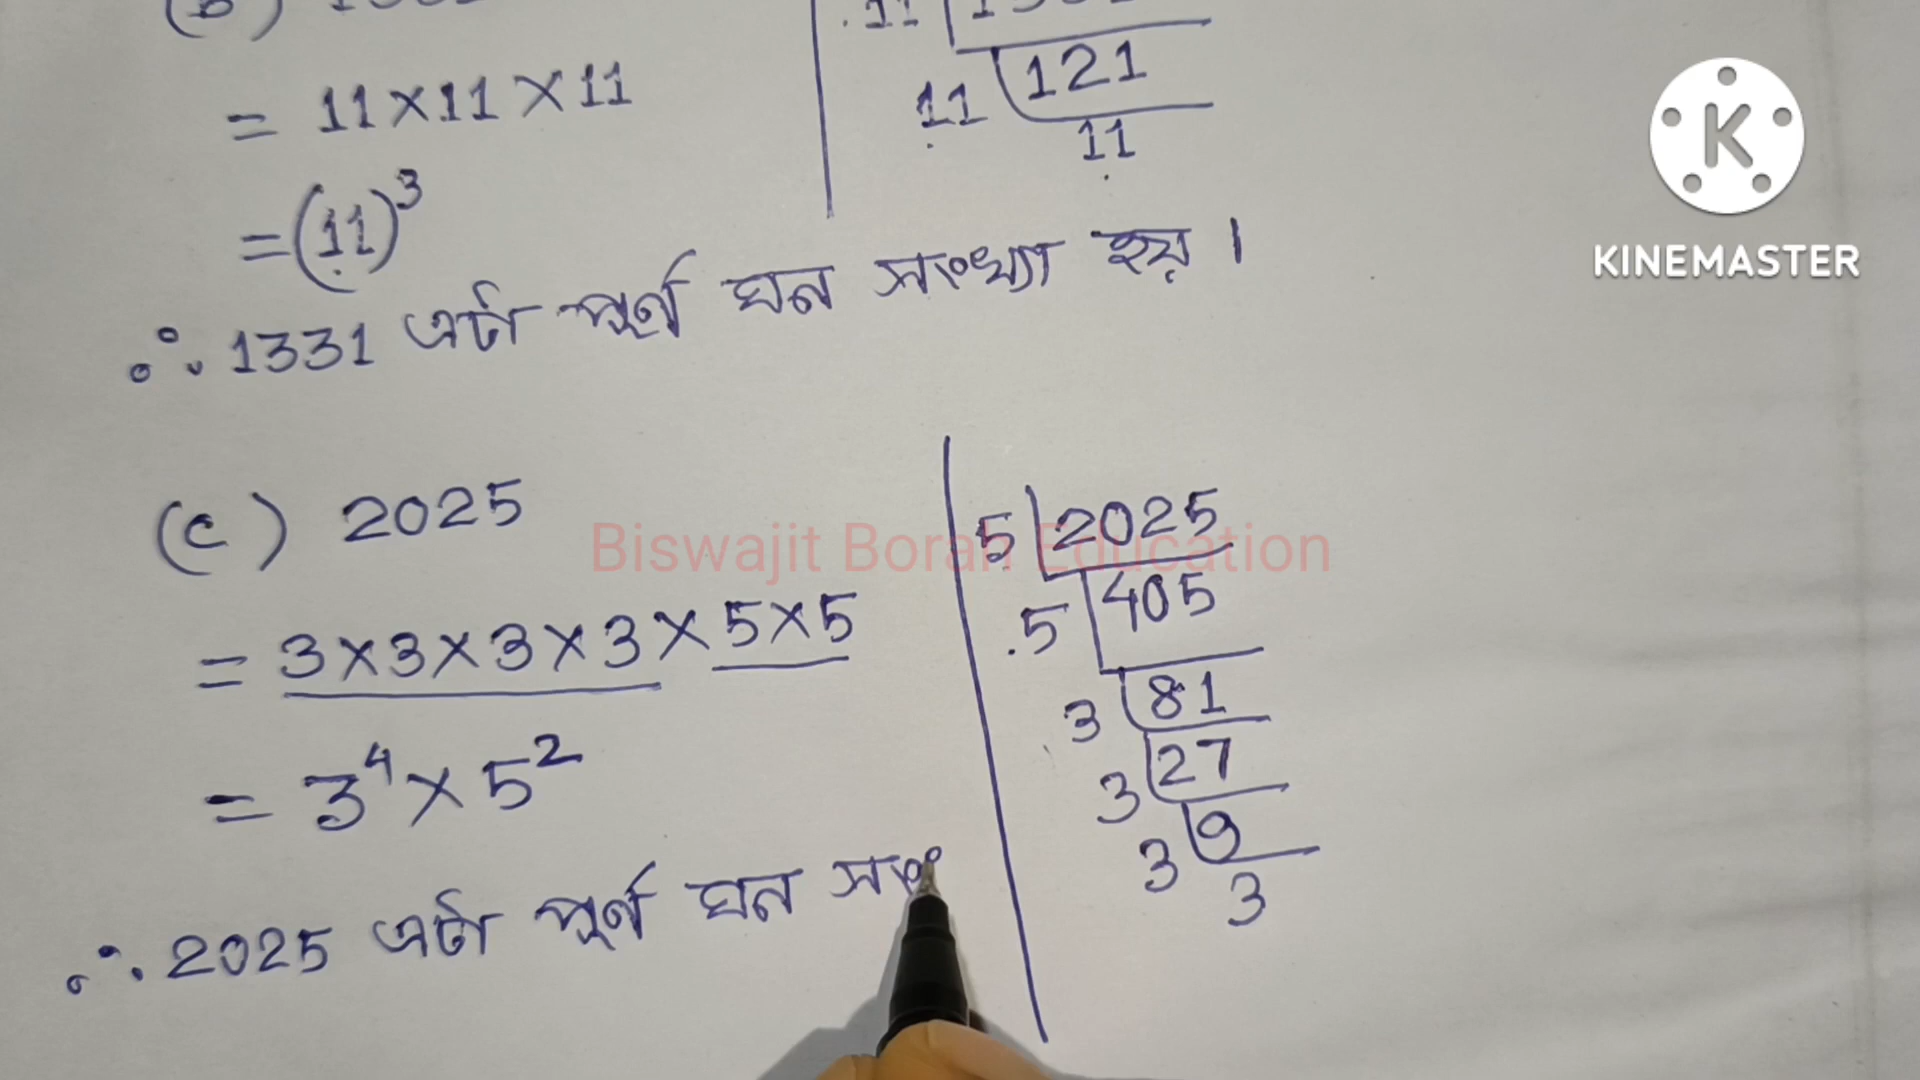 (b)
= 11×11×11
= (11)³
∴ 1331 এটা পূৰ্ণ ঘন সংখ্যা হয়।
11
11 121
11
(c) 2025
= 3×3×3×3×5×5
= 3⁴×5²
∴ 2025 এটা পূৰ্ণ ঘন সং
5 2025
5 405
3 81
3 27
3 9
3
Biswajit Borah Education
KINEMASTER